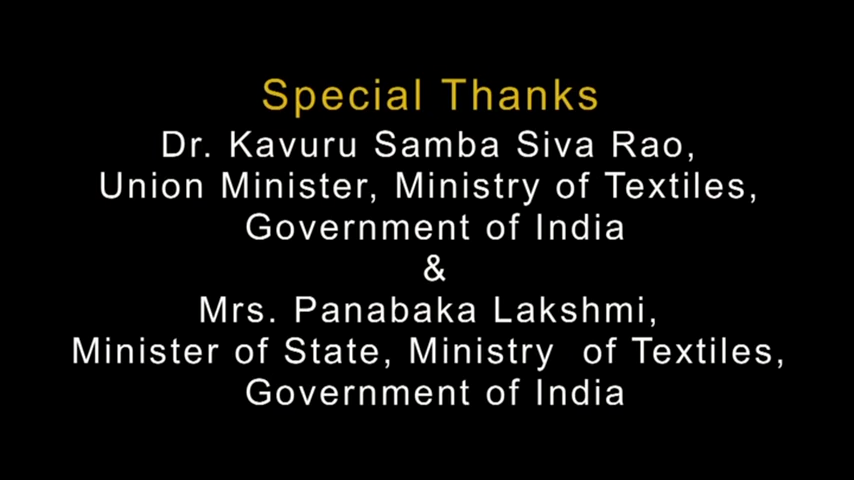 Special Thanks
Dr. Kavuru Samba Siva Rao,
Union Minister, Ministry of Textiles,
Government of India
&
Mrs. Panabaka Lakshmi,
Minister of State, Ministry of Textiles,
Government of India